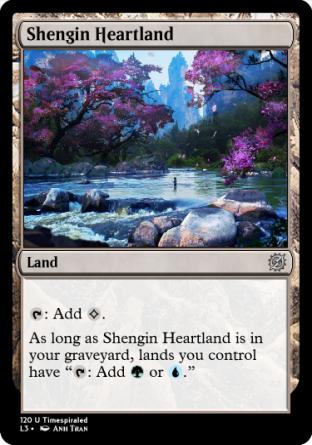 Shengin Heartland
Land
: Add .
As long as Shengin Heartland is in
your graveyard, lands you control
have “: Add or .”
120 U Timespiraled
L3 • Anh Tran